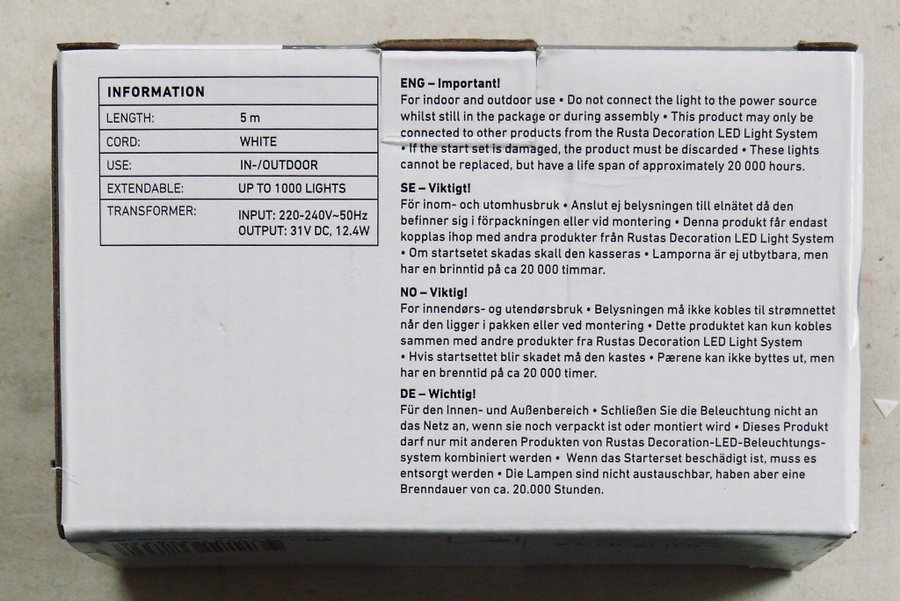 INFORMATION
LENGTH: 5 m
CORD: WHITE
USE: IN-/OUTDOOR
EXTENDABLE: UP TO 1000 LIGHTS
TRANSFORMER: INPUT: 220-240V~50Hz
OUTPUT: 31V DC, 12.4W
ENG – Important!
For indoor and outdoor use • Do not connect the light to the power source
whilst still in the package or during assembly • This product may only be
connected to other products from the Rusta Decoration LED Light System
• If the start set is damaged, the product must be discarded • These lights
cannot be replaced, but have a life span of approximately 20 000 hours.
SE – Viktigt!
För inom- och utomhusbruk • Anslut ej belysningen till elnätet då den
befinner sig i förpackningen eller vid montering • Denna produkt får endast
kopplas ihop med andra produkter från Rustas Decoration LED Light System
• Om startsetet skadas skall den kasseras • Lamporna är ej utbytbara, men
har en brinntid på ca 20 000 timmar.
NO – Viktig!
For innendørs- og utendørsbruk • Belysningen må ikke kobles til strømnettet
når den ligger i pakken eller ved montering • Dette produktet kan kun kobles
sammen med andre produkter fra Rustas Decoration LED Light System
• Hvis startsettet blir skadet må den kastes • Pærene kan ikke byttes ut, men
har en brenntid på ca 20 000 timer.
DE – Wichtig!
Für den Innen- und Außenbereich • Schließen Sie die Beleuchtung nicht an
das Netz an, wenn sie noch verpackt ist oder montiert wird • Dieses Produkt
darf nur mit anderen Produkten von Rustas Decoration-LED-Beleuchtungs-
system kombiniert werden • Wenn das Starterset beschädigt ist, muss es
entsorgt werden • Die Lampen sind nicht austauschbar, haben aber eine
Brenndauer von ca. 20.000 Stunden.